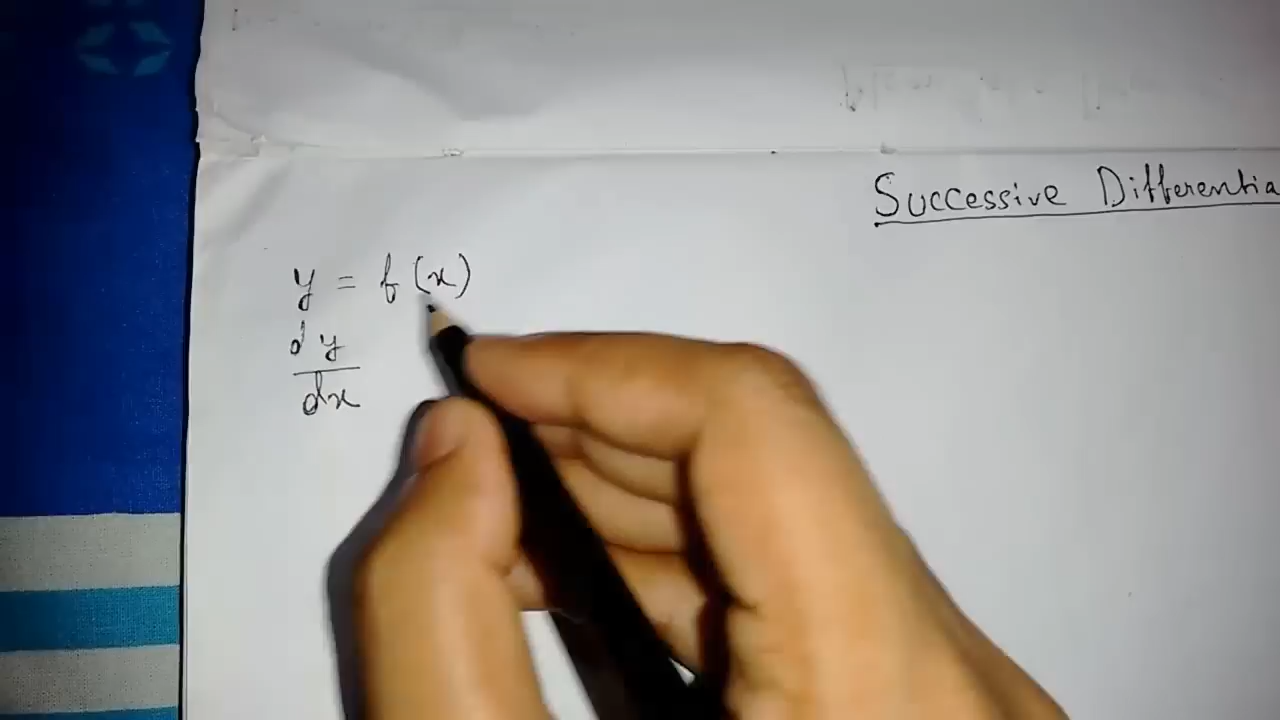 Successive Differentia
y = f(x)
dy
dx